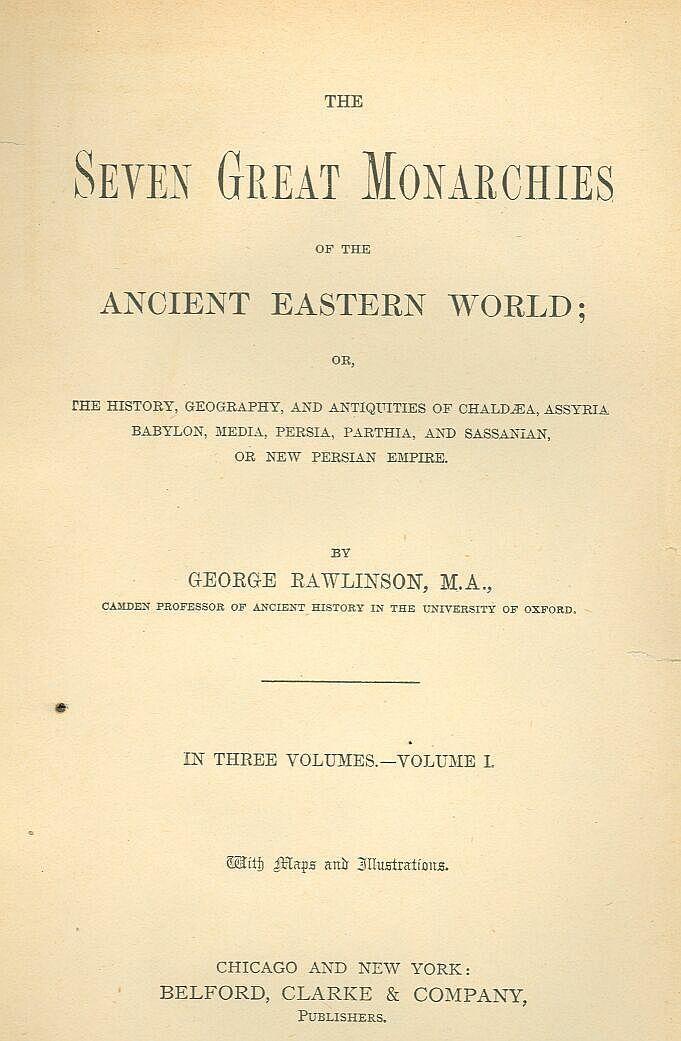 THE
SEVEN GREAT MONARCHIES
OF THE
ANCIENT EASTERN WORLD;
OR,
THE HISTORY, GEOGRAPHY, AND ANTIQUITIES OF CHALDÆA, ASSYRIA
BABYLON, MEDIA, PERSIA, PARTHIA, AND SASSANIAN,
OR NEW PERSIAN EMPIRE.
BY
GEORGE RAWLINSON, M.A.,
CAMDEN PROFESSOR OF ANCIENT HISTORY IN THE UNIVERSITY OF OXFORD.
IN THREE VOLUMES.—VOLUME I.
With Maps and Illustrations.
CHICAGO AND NEW YORK:
BELFORD, CLARKE & COMPANY,
PUBLISHERS.